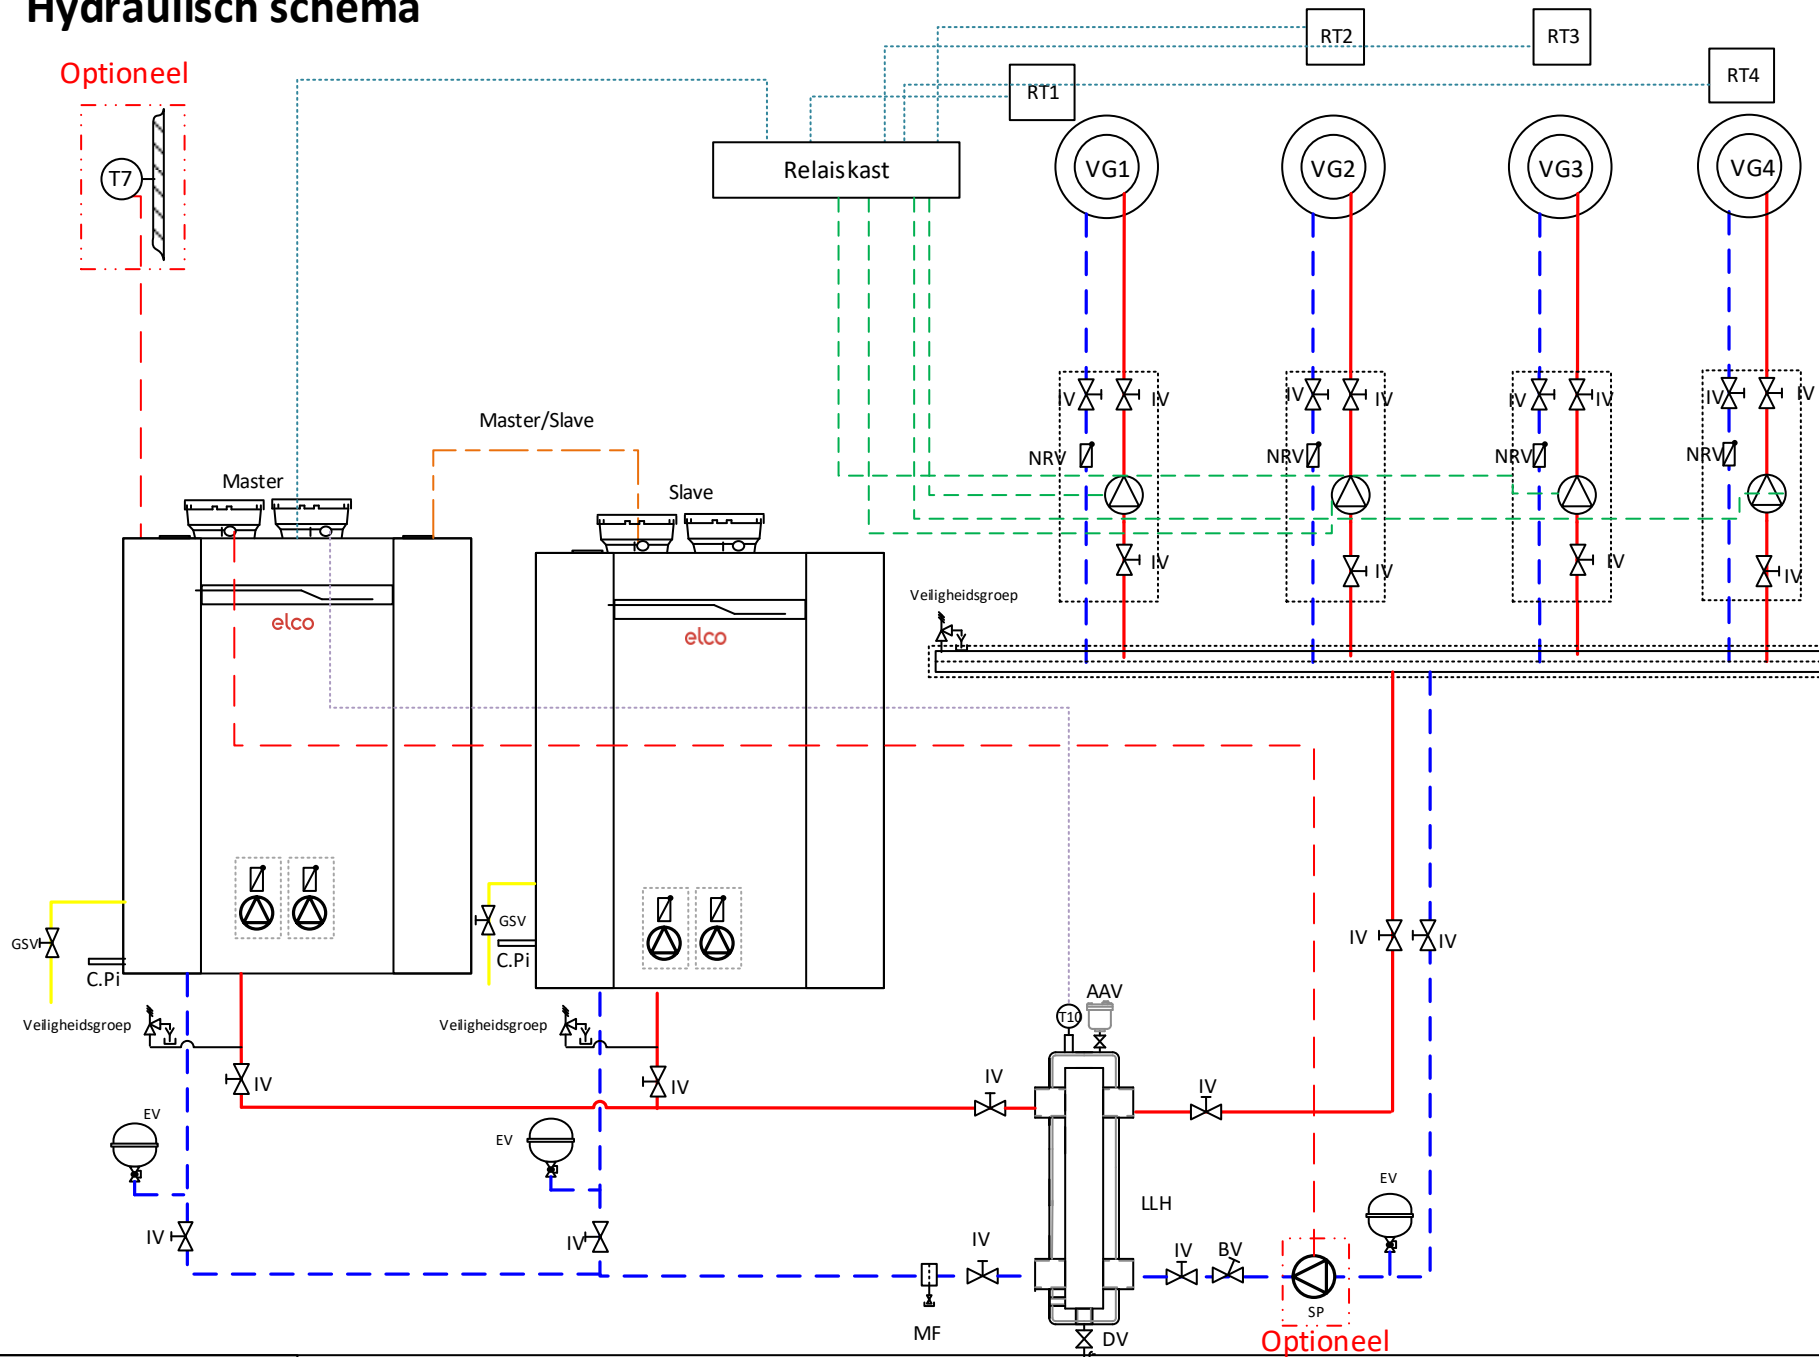 Hydraulisch schema
RT2
RT3
Optioneel
RT4
RT1
Relaiskast
VG1
VG2
VG3
VG4
T7
IV
IV
IV
IV
IV
IV
IV
IV
Master/Slave
NRV
NRV
NRV
NRV
Master
Slave
IV
IV
IV
IV
Veiligheidsgroep
elco
elco
GSV
GSV
IV
IV
C.Pi
C.Pi
AAV
T10
Veiligheidsgroep
Veiligheidsgroep
IV
IV
IV
IV
EV
EV
EV
LLH
IV
IV
IV
IV
BV
SP
MF
DV
Optioneel